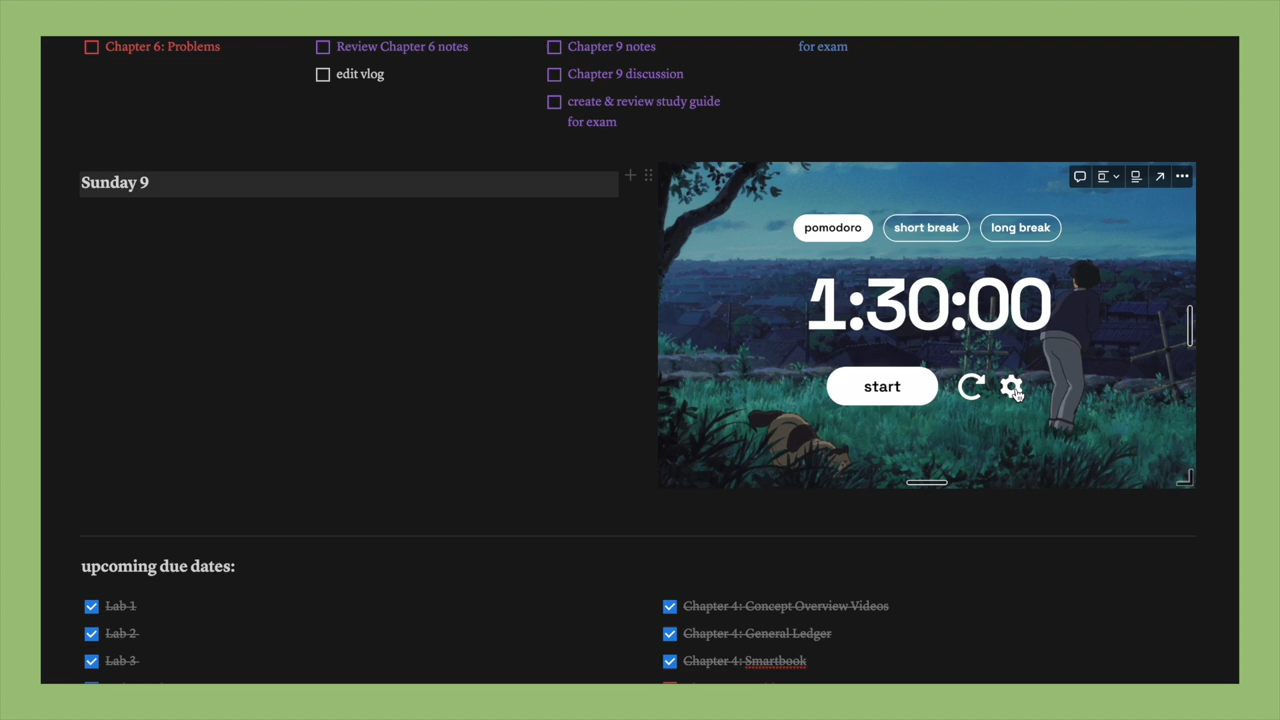 Chapter 6: Problems
Review Chapter 6 notes
edit vlog
Chapter 9 notes
Chapter 9 discussion
create & review study guide
for exam
for exam
Sunday 9
pomodoro
short break
long break
1:30:00
start
upcoming due dates:
Lab 1
Lab 2
Lab 3
Chapter 4: Concept Overview Videos
Chapter 4: General Ledger
Chapter 4: Smartbook